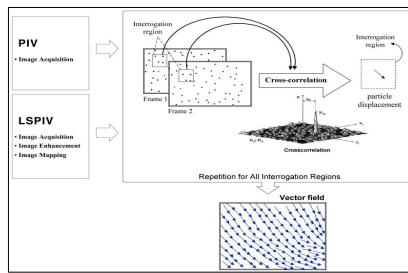 PIV
• Image Acquisition
LSPIV
• Image Acquisition
• Image Enhancement
• Image Mapping
Interrogation
region
Frame 1
Frame 2
Cross-correlation
Interrogation
region
particle
displacement
Crosscorrelation
Repetition for All Interrogation Regions
Vector field